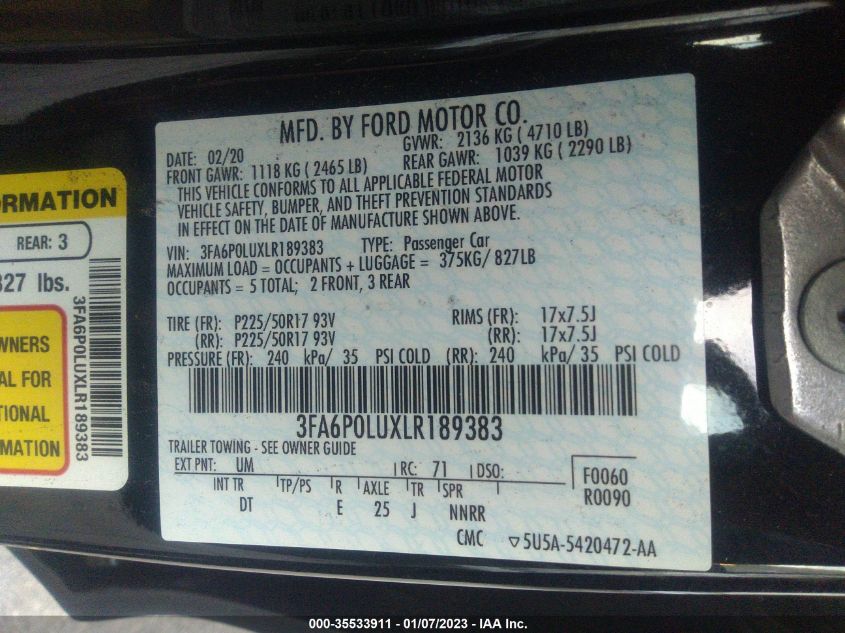 MFD. BY FORD MOTOR CO.
DATE: 02/20 GVWR: 2136 KG ( 4710 LB)
FRONT GAWR: 1118 KG ( 2465 LB) REAR GAWR: 1039 KG ( 2290 LB)
THIS VEHICLE CONFORMS TO ALL APPLICABLE FEDERAL MOTOR
VEHICLE SAFETY, BUMPER, AND THEFT PREVENTION STANDARDS
IN EFFECT ON THE DATE OF MANUFACTURE SHOWN ABOVE.
VIN: 3FA6P0LUXLR189383 TYPE: Passenger Car
MAXIMUM LOAD = OCCUPANTS + LUGGAGE = 375KG/ 827LB
OCCUPANTS = 5 TOTAL; 2 FRONT, 3 REAR
TIRE (FR): P225/50R17 93V RIMS (FR): 17x7.5J
(RR): P225/50R17 93V (RR): 17x7.5J
PRESSURE (FR): 240 kPa/ 35 PSI COLD (RR): 240 kPa/ 35 PSI COLD
3FA6P0LUXLR189383
TRAILER TOWING - SEE OWNER GUIDE
EXT PNT: UM RC: 71 DSO:
F0060
R0090
INT TR TP/PS R AXLE TR SPR
DT E 25 J NNRR
CMC ▽5U5A-5420472-AA
ORMATION
REAR: 3
827 lbs.
3FA6P0LUXLR189383
WNERS
AL FOR
TIONAL
MATION
000-35533911 - 01/07/2023 - IAA Inc.